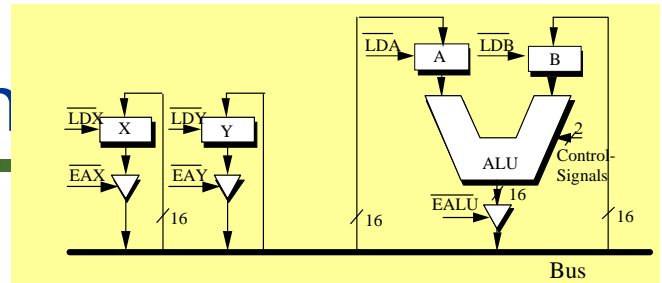 n
LDA
A
LDB
B
LDX
X
LDY
Y
2
ALU
Control-
Signals
EAX
EAY
16
EALU
16
16
16
Bus